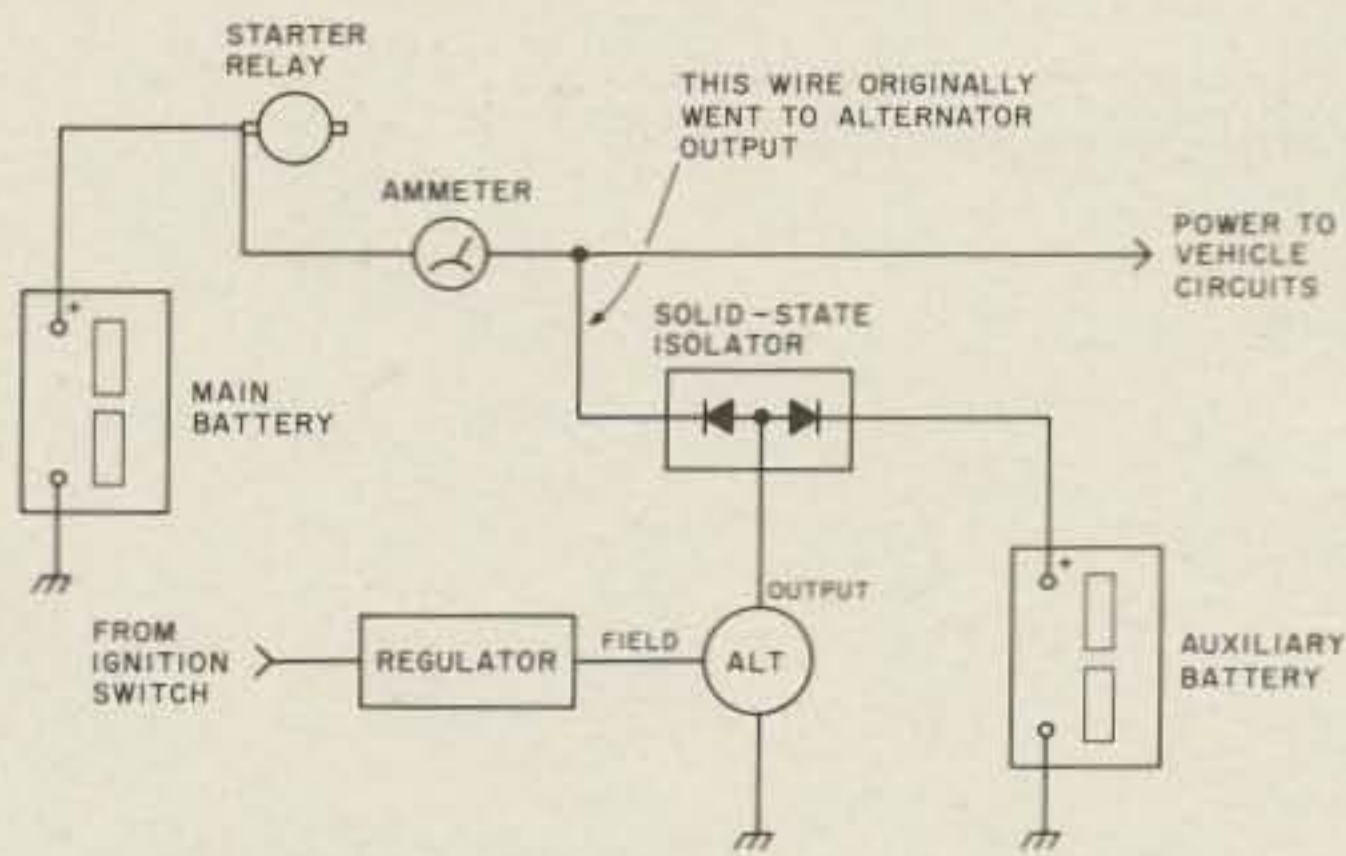 STARTER
RELAY
THIS WIRE ORIGINALLY
WENT TO ALTERNATOR
OUTPUT
AMMETER
POWER TO
VEHICLE
CIRCUITS
SOLID-STATE
ISOLATOR
+
MAIN
BATTERY
OUTPUT
+
FROM
IGNITION
SWITCH
REGULATOR
FIELD
ALT
AUXILIARY
BATTERY